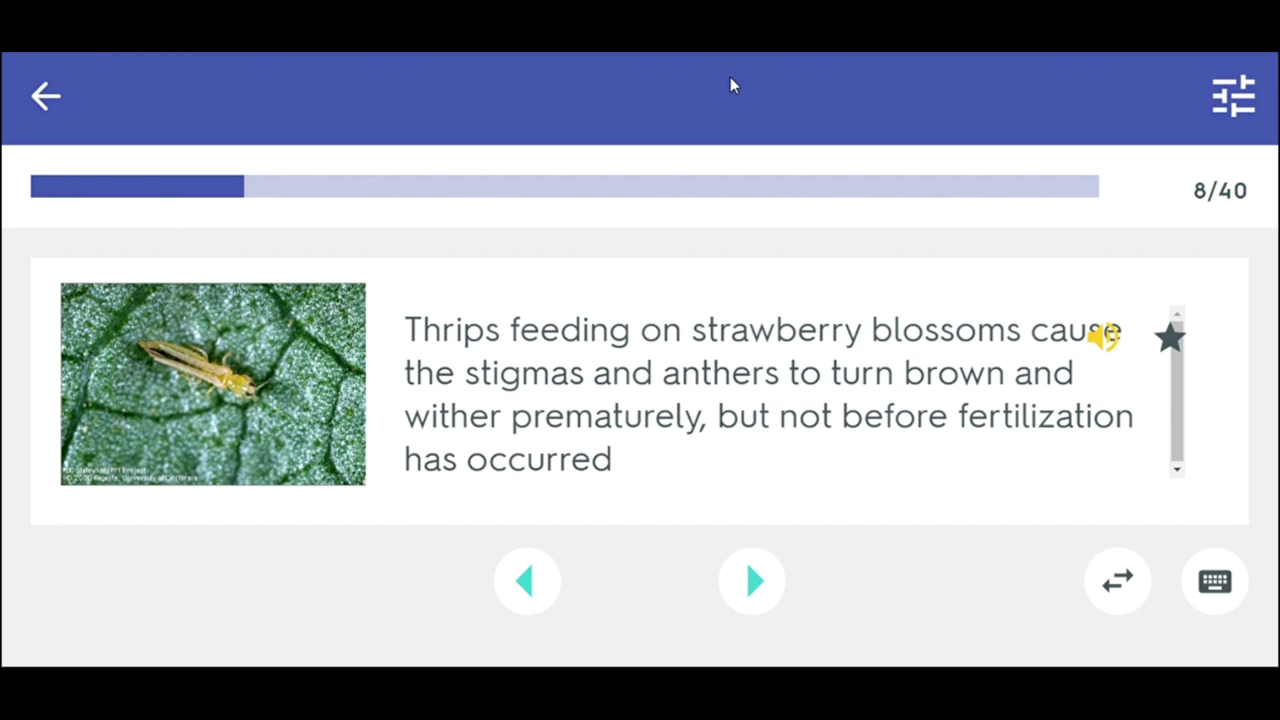 8/40
Thrips feeding on strawberry blossoms cause
the stigmas and anthers to turn brown and
wither prematurely, but not before fertilization
has occurred